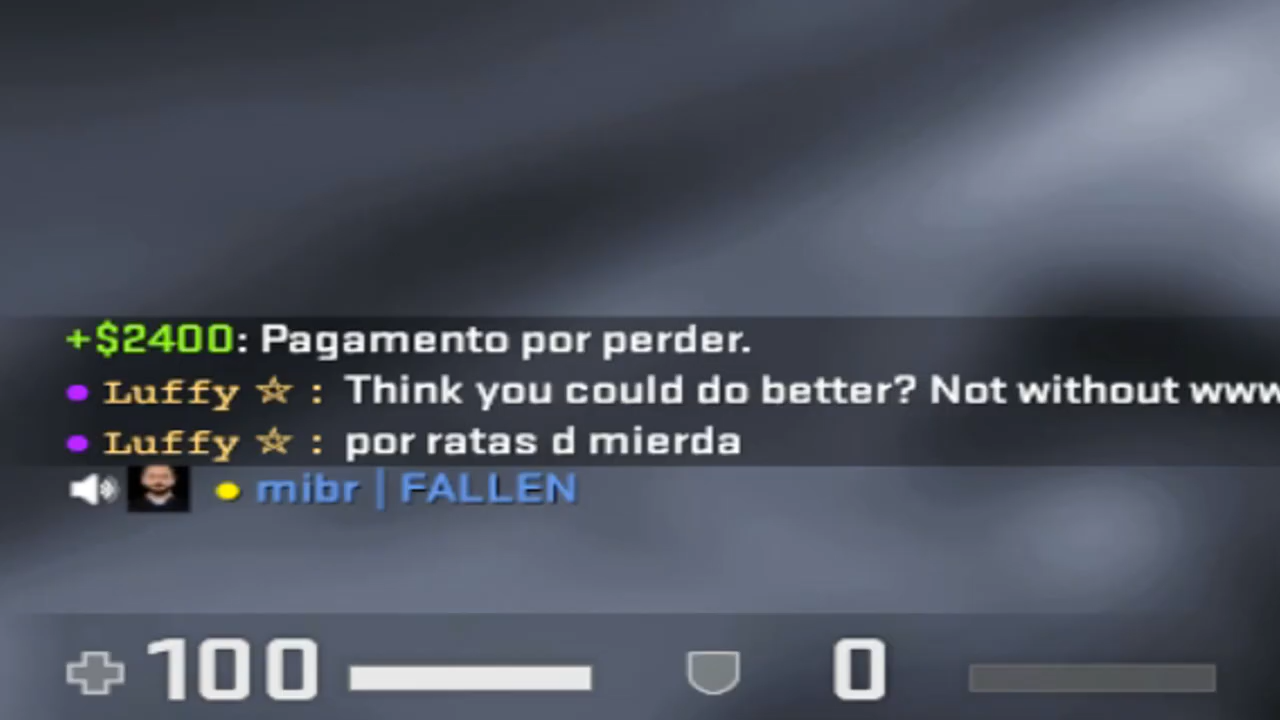 +$2400: Pagamento por perder.
Luffy ☆ : Think you could do better? Not without www
Luffy ☆ : por ratas d mierda
mibr | FALLEN
100 0